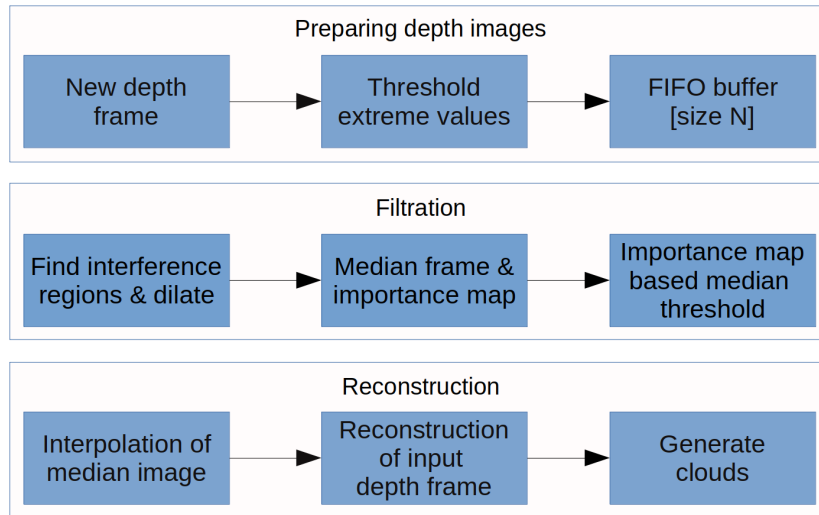 Preparing depth images
New depth
frame
Threshold
extreme values
FIFO buffer
[size N]
Filtration
Find interference
regions & dilate
Median frame &
importance map
Importance map
based median
threshold
Reconstruction
Interpolation of
median image
Reconstruction
of input
depth frame
Generate
clouds